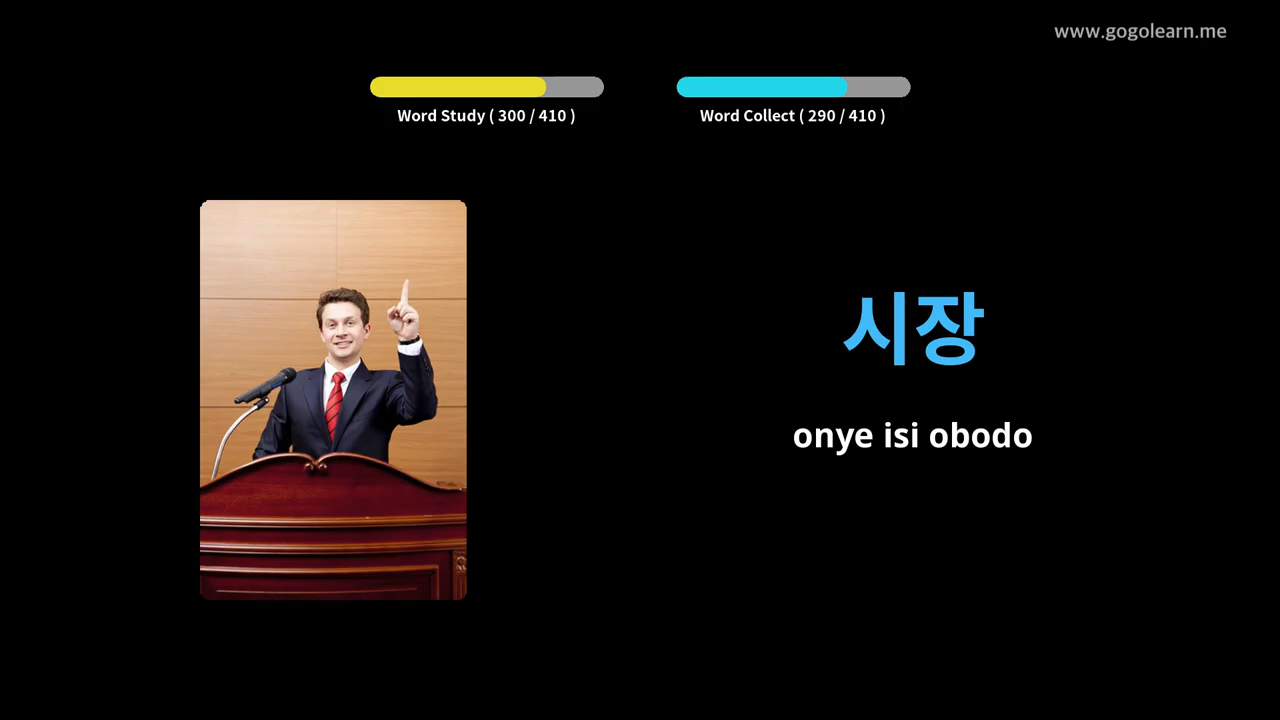 www.gogolearn.me
Word Study ( 300 / 410 )
Word Collect ( 290 / 410 )
시장
onye isi obodo